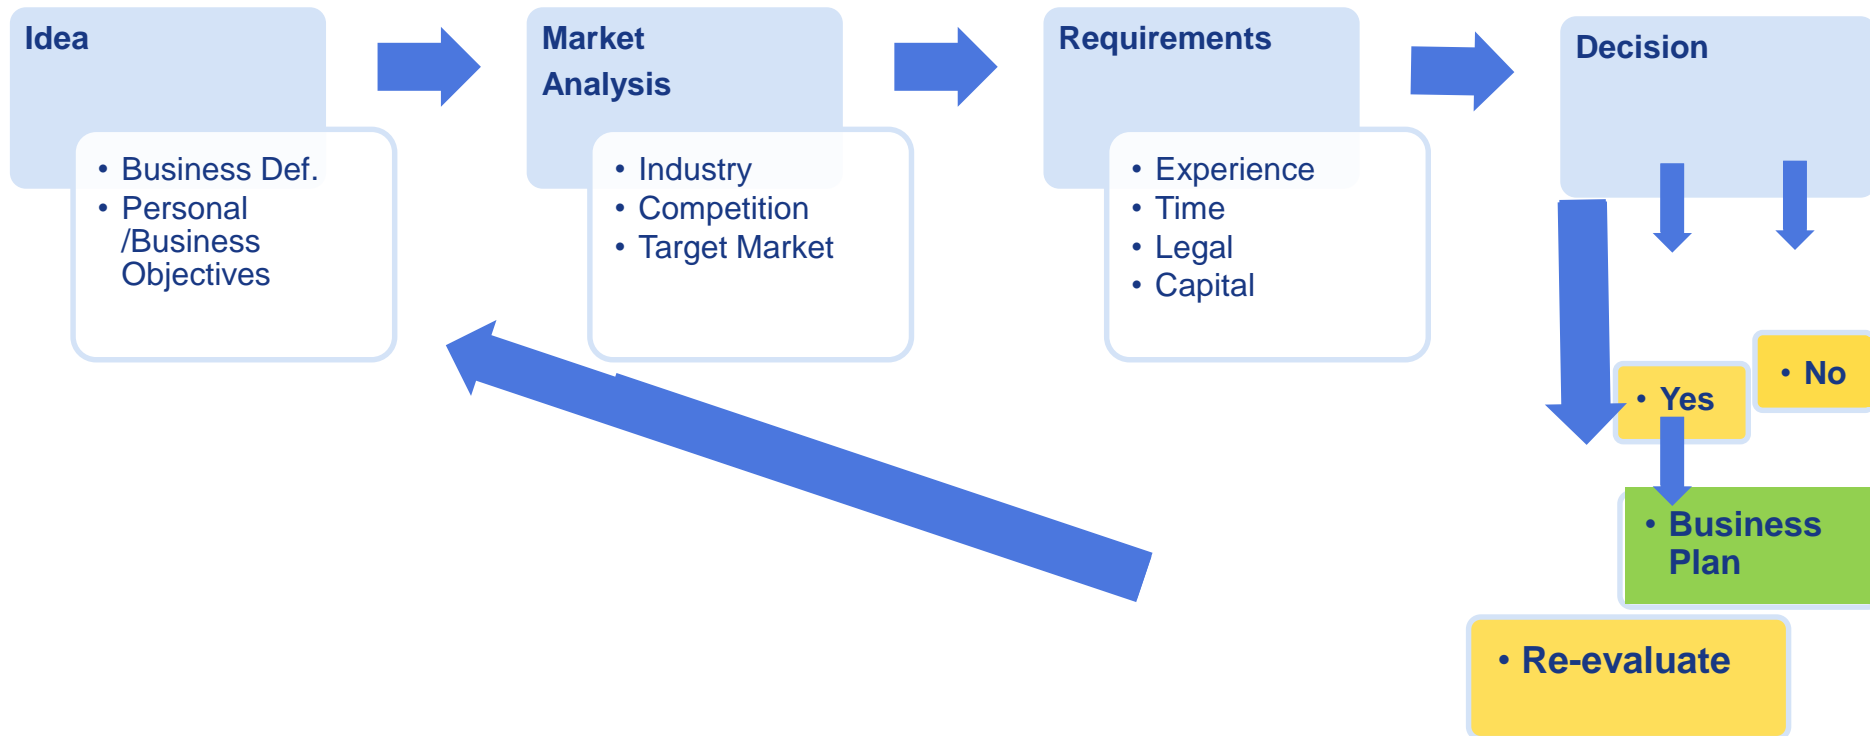 Idea
• Business Def.
• Personal
/Business
Objectives
Market
Analysis
• Industry
• Competition
• Target Market
Requirements
• Experience
• Time
• Legal
• Capital
Decision
• Yes
• No
• Business
Plan
• Re-evaluate